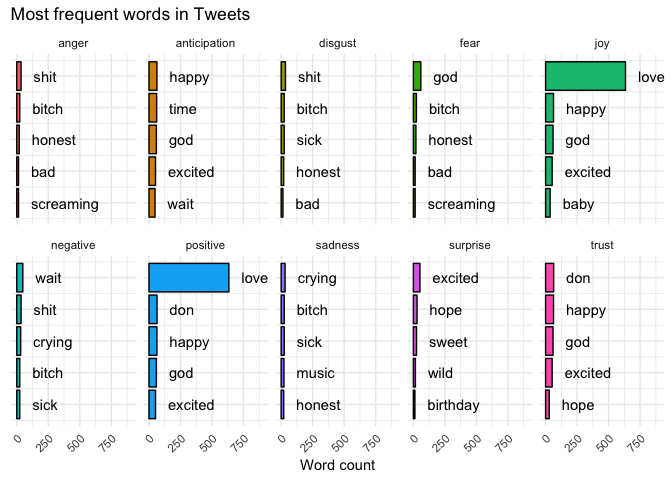 Most frequent words in Tweets
anger anticipation disgust fear joy
shit happy shit god love
bitch time bitch bitch happy
honest god sick honest god
bad excited honest bad excited
screaming wait bad screaming baby
negative positive sadness surprise trust
wait love crying excited don
shit don bitch hope happy
crying happy sick sweet god
bitch god music wild excited
sick excited honest birthday hope
0 250 500 750 0 250 500 750 0 250 500 750 0 250 500 750 0 250 500 750
Word count